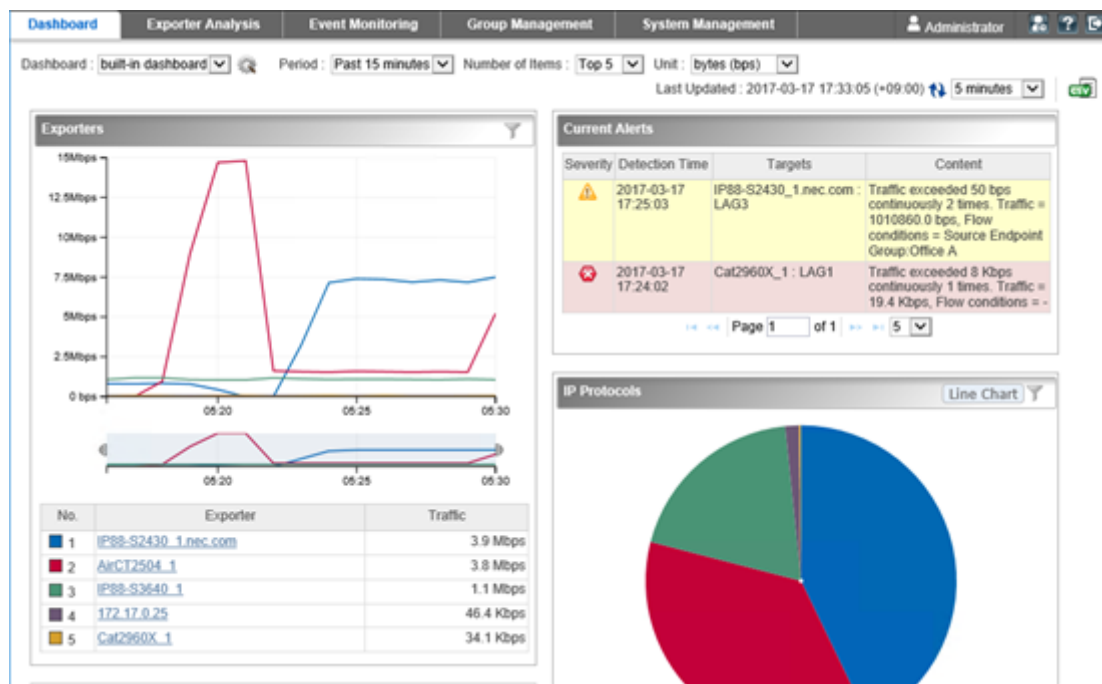 Dashboard Exporter Analysis Event Monitoring Group Management System Management Administrator ?
Dashboard : built-in dashboard Period : Past 15 minutes Number of Items : Top 5 Unit : bytes (bps)
Last Updated : 2017-03-17 17:33:05 (+09:00) 5 minutes CSV
Exporters
15Mbps
12.5Mbps
10Mbps
7.5Mbps
5Mbps
2.5Mbps
0 bps
05:20 05:25 05:30
05:20 05:25 05:30
No. Exporter Traffic
1 IP88-S2430_1.nec.com 3.9 Mbps
2 AirCT2504_1 3.8 Mbps
3 IP88-S3640_1 1.1 Mbps
4 172.17.0.25 46.4 Kbps
5 Cat2960X_1 34.1 Kbps
Current Alerts
Severity Detection Time Targets Content
2017-03-17 IP88-S2430_1.nec.com : Traffic exceeded 50 bps
17:25:03 LAG3 continuously 2 times. Traffic =
1010860.0 bps, Flow
conditions = Source Endpoint
Group:Office A
2017-03-17 Cat2960X_1 : LAG1 Traffic exceeded 8 Kbps
17:24:02 continuously 1 times. Traffic =
19.4 Kbps, Flow conditions = -
Page 1 of 1 5
IP Protocols Line Chart